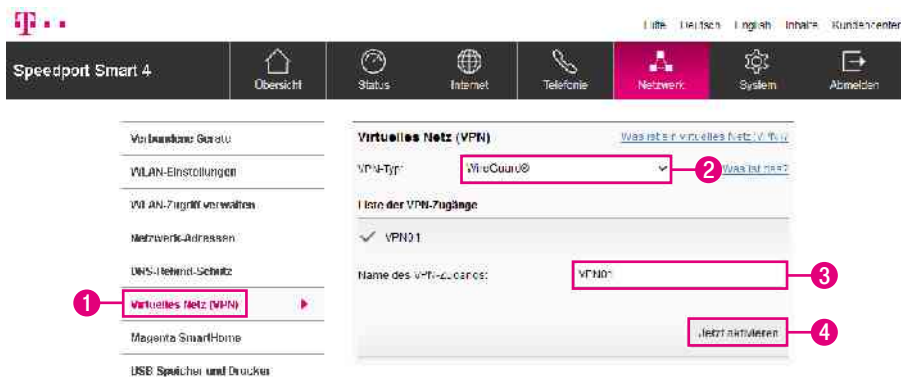 T
Hilfe Deutsch English Inhalte Kundencenter
Speedport Smart 4
Übersicht
Status
Internet
Telefonie
Netzwerk
System
Abmelden
Verbundene Geräte
WLAN-Einstellungen
WLAN-Zugriff verwalten
Netzwerk-Adressen
DNS-Rebind-Schutz
1
Virtuelles Netz (VPN)
Magenta SmartHome
USB Speicher und Drucker
Virtuelles Netz (VPN)
Was ist ein virtuelles Netz (VPN)?
VPN-Typ:
WireGuard®
2
Was ist das?
Liste der VPN-Zugänge
VPN01
Name des VPN-Zugangs:
VPN01
3
Jetzt aktivieren
4